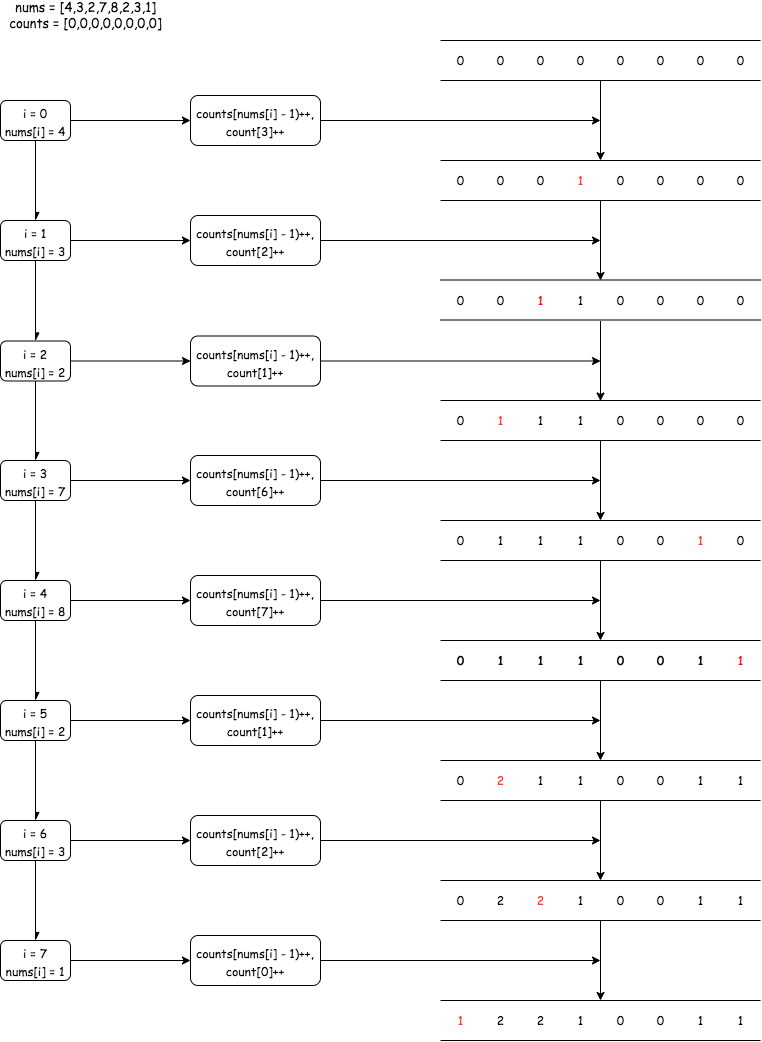 nums = [4,3,2,7,8,2,3,1]
counts = [0,0,0,0,0,0,0,0]
0 0 0 0 0 0 0 0
i = 0
nums[i] = 4
counts[nums[i] - 1)++,
count[3]++
0 0 0 1 0 0 0 0
i = 1
nums[i] = 3
counts[nums[i] - 1)++,
count[2]++
0 0 1 1 0 0 0 0
i = 2
nums[i] = 2
counts[nums[i] - 1)++,
count[1]++
0 1 1 1 0 0 0 0
i = 3
nums[i] = 7
counts[nums[i] - 1)++,
count[6]++
0 1 1 1 0 0 1 0
i = 4
nums[i] = 8
counts[nums[i] - 1)++,
count[7]++
0 1 1 1 0 0 1 1
i = 5
nums[i] = 2
counts[nums[i] - 1)++,
count[1]++
0 2 1 1 0 0 1 1
i = 6
nums[i] = 3
counts[nums[i] - 1)++,
count[2]++
0 2 2 1 0 0 1 1
i = 7
nums[i] = 1
counts[nums[i] - 1)++,
count[0]++
1 2 2 1 0 0 1 1